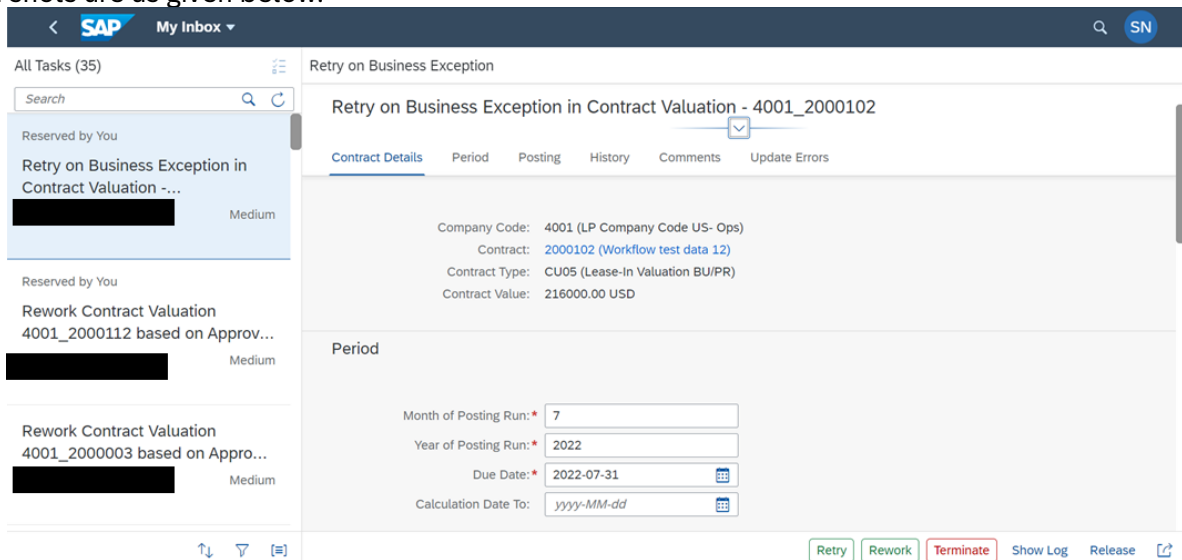 SAP My Inbox
SN
All Tasks (35)
Search
Reserved by You
Retry on Business Exception in
Contract Valuation -...
Medium
Reserved by You
Rework Contract Valuation
4001_2000112 based on Approv...
Medium
Rework Contract Valuation
4001_2000003 based on Appro...
Medium
Retry on Business Exception
Retry on Business Exception in Contract Valuation - 4001_2000102
Contract Details Period Posting History Comments Update Errors
Company Code: 4001 (LP Company Code US- Ops)
Contract: 2000102 (Workflow test data 12)
Contract Type: CU05 (Lease-In Valuation BU/PR)
Contract Value: 216000.00 USD
Period
Month of Posting Run:* 7
Year of Posting Run:* 2022
Due Date:* 2022-07-31
Calculation Date To: yyyy-MM-dd
Retry Rework Terminate Show Log Release